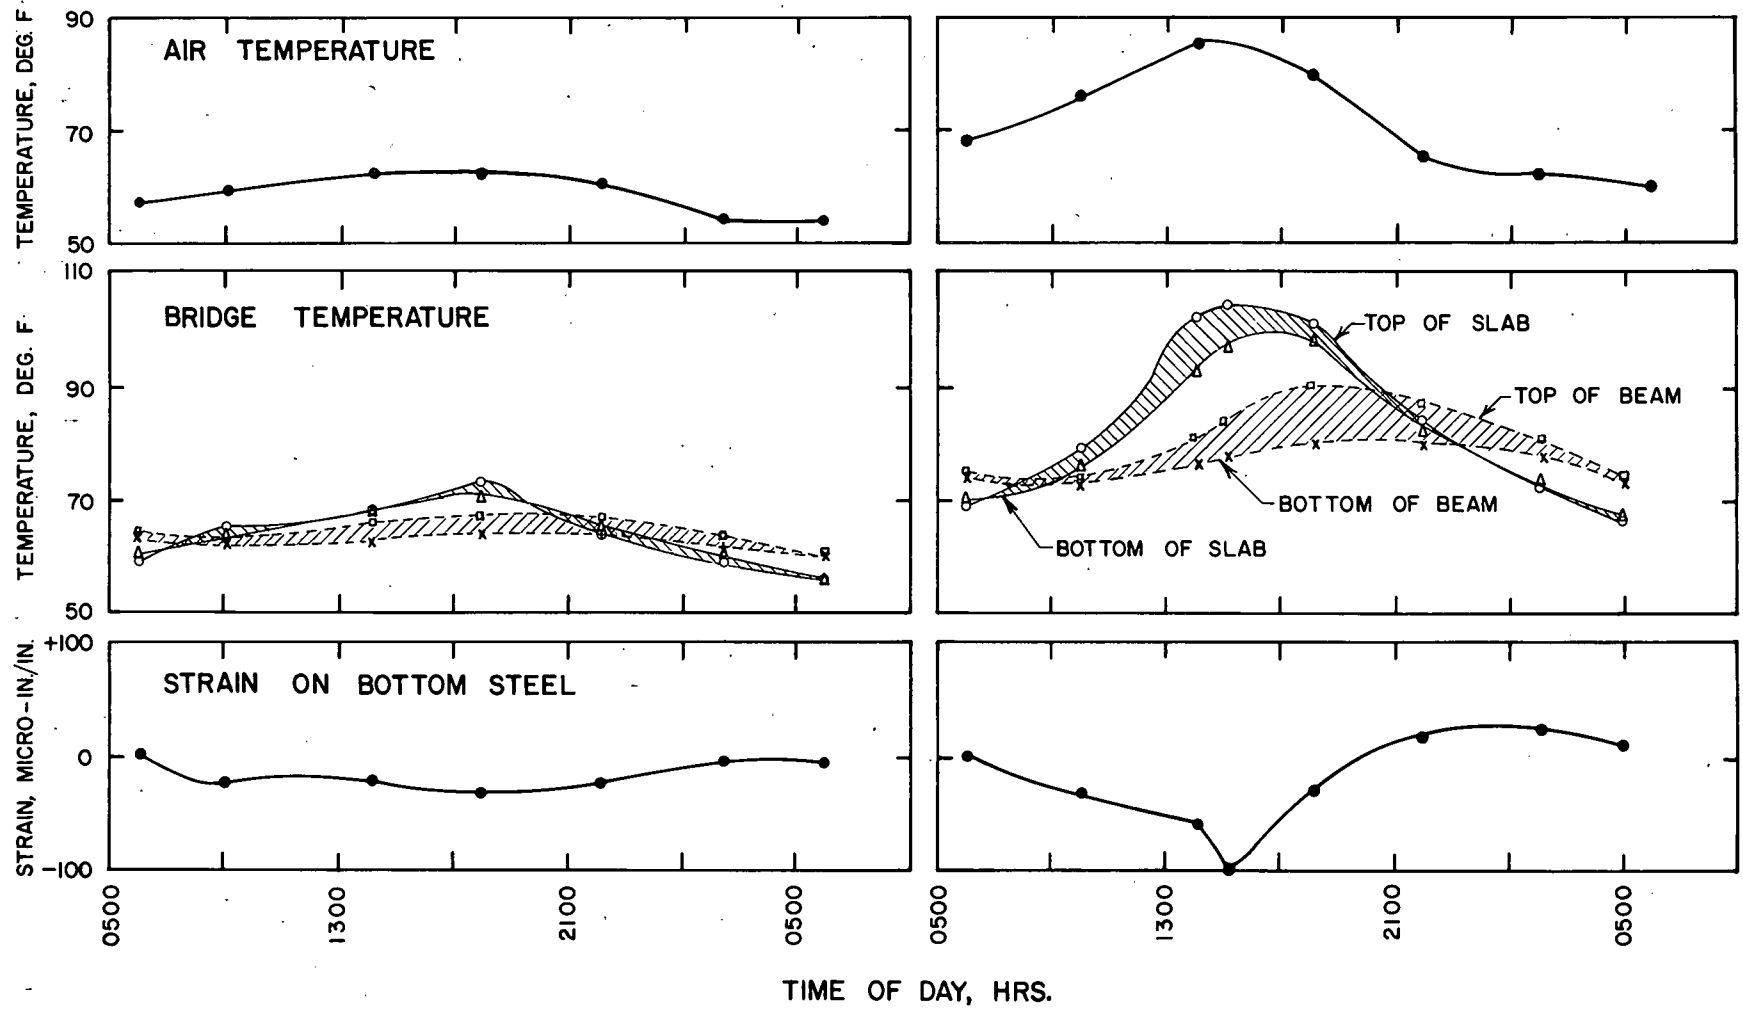 TEMPERATURE, DEG. F
90
70
50
AIR TEMPERATURE
TEMPERATURE, DEG. F
110
90
70
50
BRIDGE TEMPERATURE
TOP OF SLAB
TOP OF BEAM
BOTTOM OF BEAM
BOTTOM OF SLAB
STRAIN, MICRO-IN/IN.
+100
0
-100
STRAIN ON BOTTOM STEEL
0500 1300 2100 0500 0500 1300 2100 0500
TIME OF DAY, HRS.